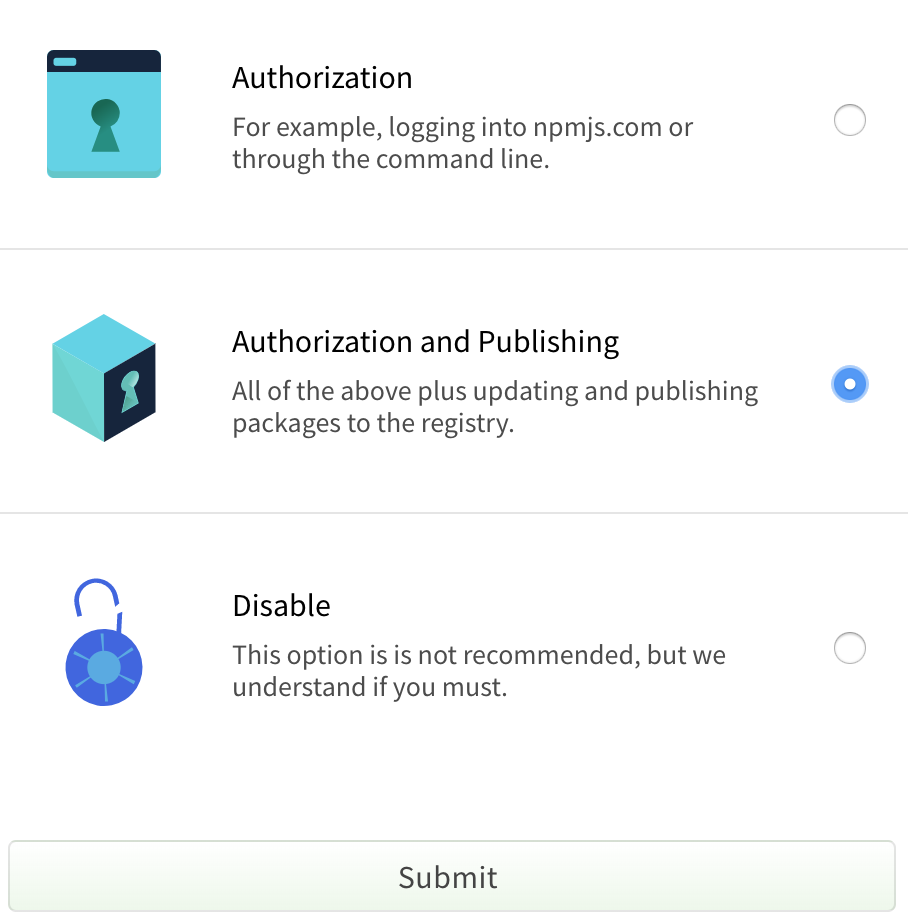 Authorization
For example, logging into npmjs.com or
through the command line.
Authorization and Publishing
All of the above plus updating and publishing
packages to the registry.
Disable
This option is is not recommended, but we
understand if you must.
Submit